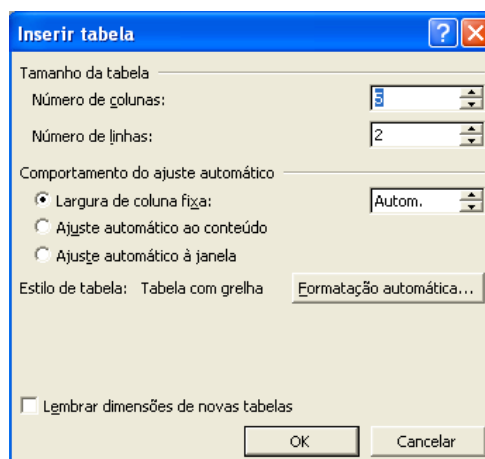 Inserir tabela
Tamanho da tabela
Número de colunas: 5
Número de linhas: 2
Comportamento do ajuste automático
Largura de coluna fixa: Autom.
Ajuste automático ao conteúdo
Ajuste automático à janela
Estilo de tabela: Tabela com grelha Formatação automática...
Lembrar dimensões de novas tabelas
OK Cancelar